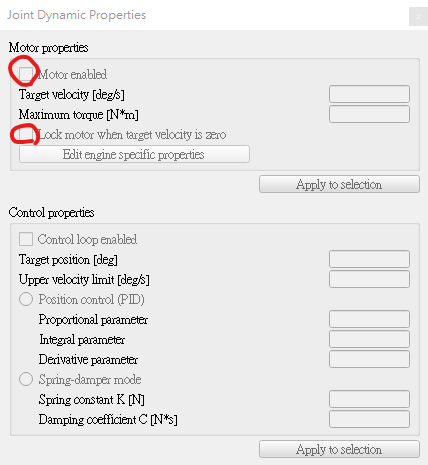 Joint Dynamic Properties
x
Motor properties
Motor enabled
Target velocity [deg/s]
Maximum torque [N*m]
Lock motor when target velocity is zero
Edit engine specific properties
Apply to selection
Control properties
Control loop enabled
Target position [deg]
Upper velocity limit [deg/s]
Position control (PID)
Proportional parameter
Integral parameter
Derivative parameter
Spring-damper mode
Spring constant K [N]
Damping coefficient C [N*s]
Apply to selection